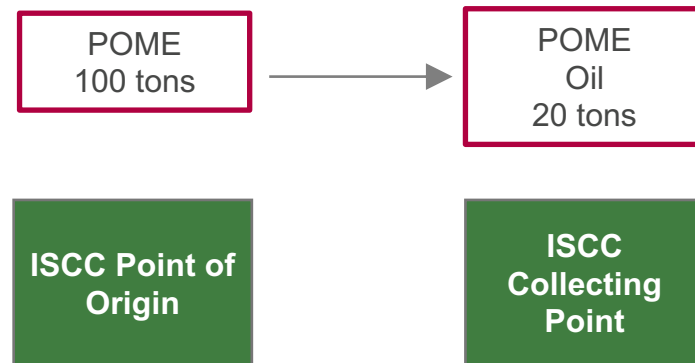 POME
100 tons
POME
Oil
20 tons
ISCC Point of
Origin
ISCC
Collecting
Point